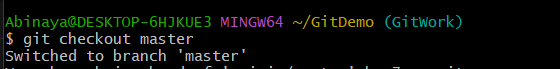 Abinaya@DESKTOP-6HJKUE3 MINGW64 ~/GitDemo (GitWork)
$ git checkout master
Switched to branch 'master'